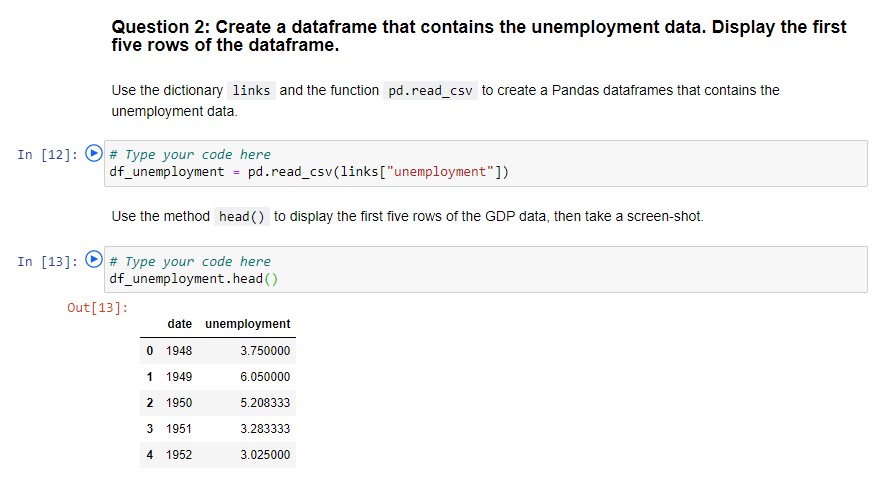 Question 2: Create a dataframe that contains the unemployment data. Display the first
five rows of the dataframe.
Use the dictionary links and the function pd.read_csv to create a Pandas dataframes that contains the
unemployment data.
In [12]: # Type your code here
df_unemployment = pd.read_csv(links["unemployment"])
Use the method head() to display the first five rows of the GDP data, then take a screen-shot.
In [13]: # Type your code here
df_unemployment.head()
Out[13]:
date unemployment
0 1948 3.750000
1 1949 6.050000
2 1950 5.208333
3 1951 3.283333
4 1952 3.025000